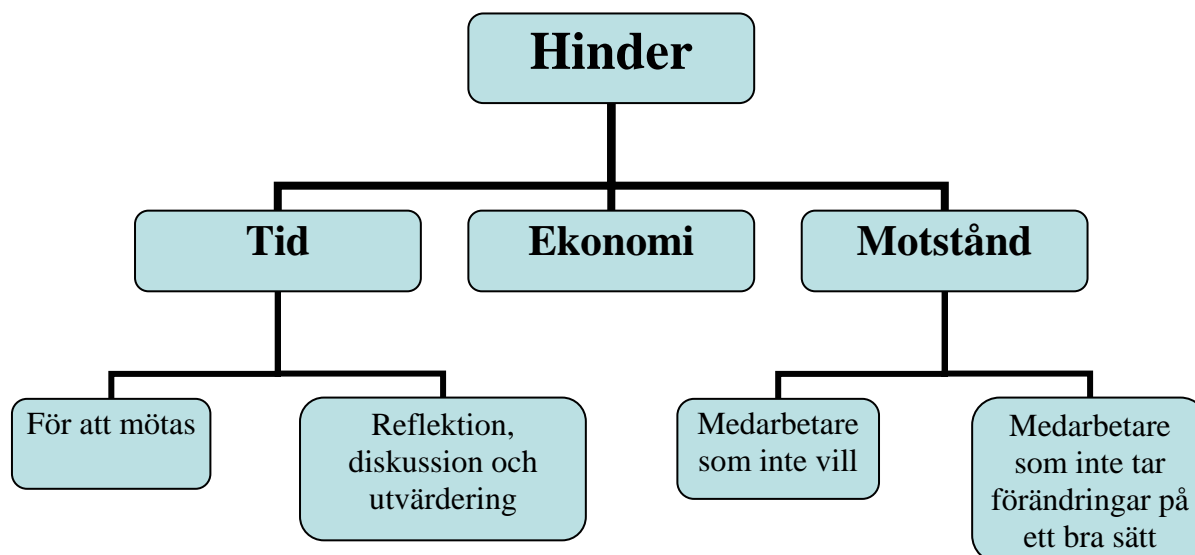 Hinder
Tid
Ekonomi
Motstånd
För att mötas
Reflektion,
diskussion och
utvärdering
Medarbetare
som inte vill
Medarbetare
som inte tar
förändringar på
ett bra sätt